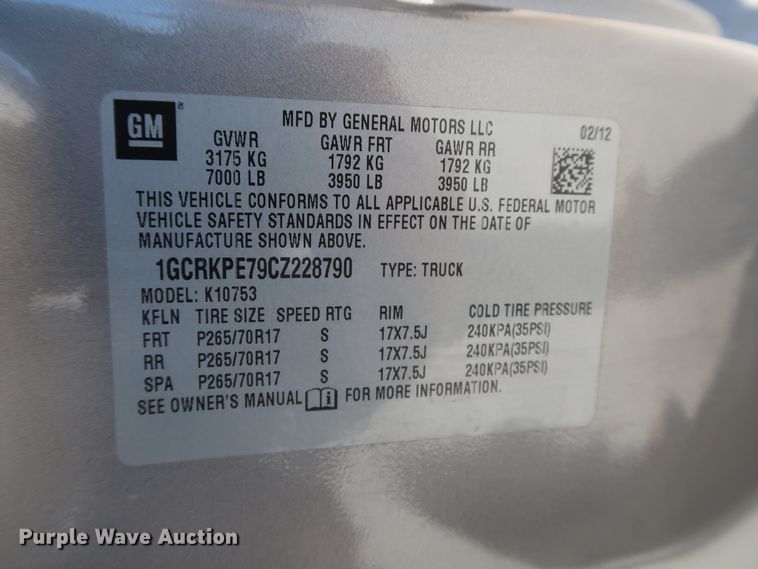 GM
®
MFD BY GENERAL MOTORS LLC 02/12
GVWR GAWR FRT GAWR RR
3175 KG 1792 KG 1792 KG
7000 LB 3950 LB 3950 LB
THIS VEHICLE CONFORMS TO ALL APPLICABLE U.S. FEDERAL MOTOR
VEHICLE SAFETY STANDARDS IN EFFECT ON THE DATE OF
MANUFACTURE SHOWN ABOVE.
1GCRKPE79CZ228790 TYPE: TRUCK
MODEL: K10753
KFLN TIRE SIZE SPEED RTG RIM COLD TIRE PRESSURE
FRT P265/70R17 S 17X7.5J 240KPA(35PSI)
RR P265/70R17 S 17X7.5J 240KPA(35PSI)
SPA P265/70R17 S 17X7.5J 240KPA(35PSI)
SEE OWNER'S MANUAL i FOR MORE INFORMATION.
Purple Wave Auction